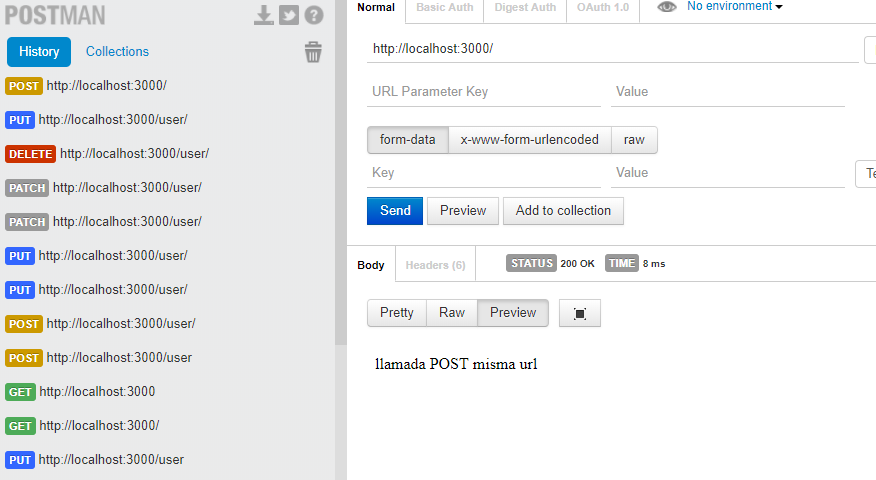 POSTMAN
History Collections
POST http://localhost:3000/
PUT http://localhost:3000/user/
DELETE http://localhost:3000/user/
PATCH http://localhost:3000/user/
PATCH http://localhost:3000/user/
PUT http://localhost:3000/user/
PUT http://localhost:3000/user/
POST http://localhost:3000/user/
POST http://localhost:3000/user
GET http://localhost:3000
GET http://localhost:3000/
PUT http://localhost:3000/user
Normal Basic Auth Digest Auth OAuth 1.0 No environment
http://localhost:3000/
URL Parameter Key Value
form-data x-www-form-urlencoded raw
Key Value
Send Preview Add to collection
Body Headers (6) STATUS 200 OK TIME 8 ms
Pretty Raw Preview
llamada POST misma url